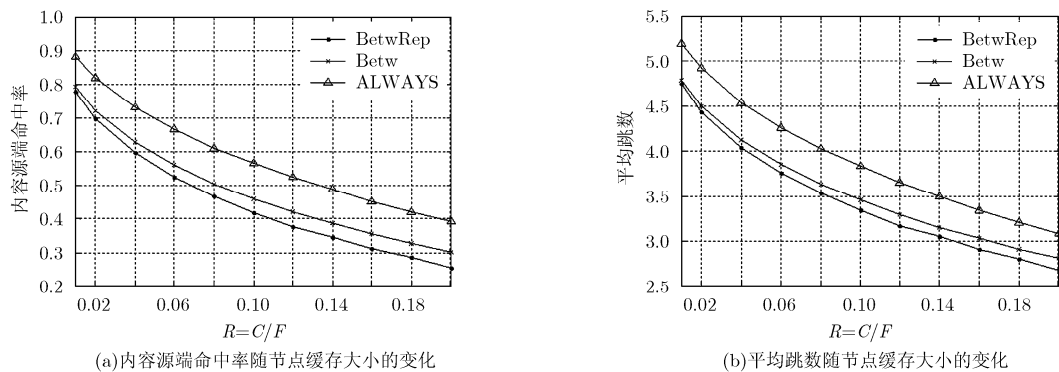 1.0
0.9
0.8
0.7
0.6
0.5
0.4
0.3
0.2
内容源端命中率
BetwRep
Betw
ALWAYS
0.02
0.06
0.10
0.14
0.18
R=C/F
(a)内容源端命中率随节点缓存大小的变化
5.5
5.0
4.5
4.0
3.5
3.0
2.5
平均跳数
BetwRep
Betw
ALWAYS
0.02
0.06
0.10
0.14
0.18
R=C/F
(b)平均跳数随节点缓存大小的变化